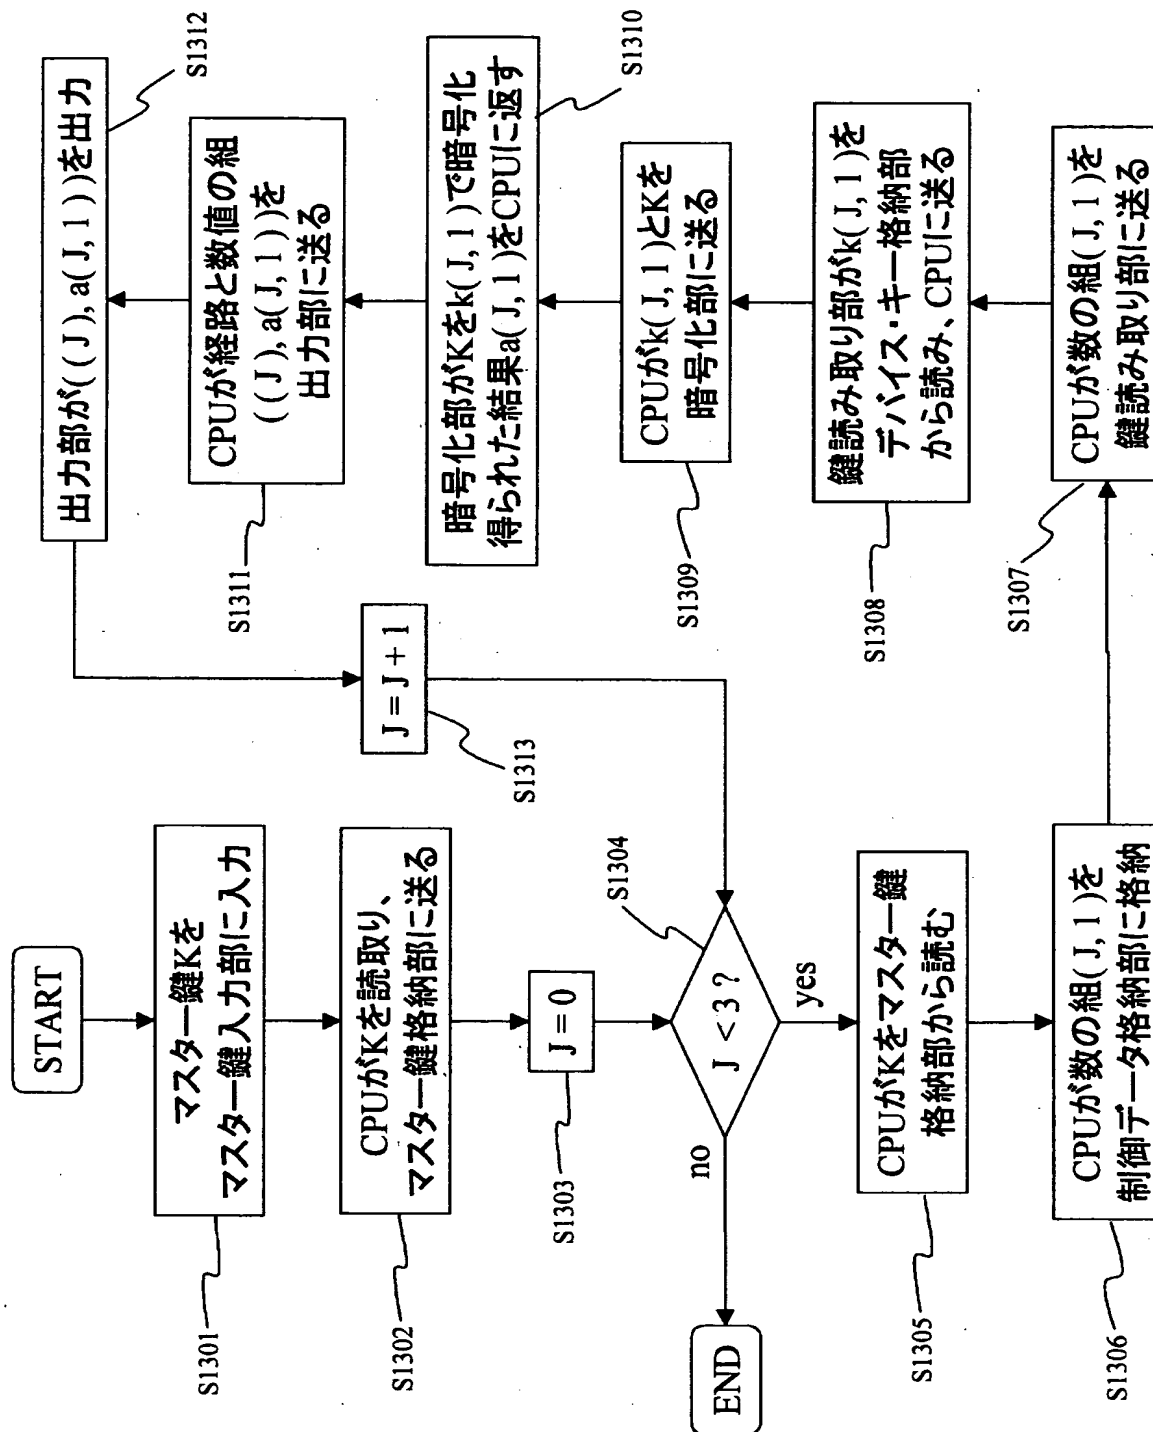 START
マスター鍵Kを
マスター鍵入力部に入力
S1301
CPUがKを読取り、
マスター鍵格納部に送る
S1302
J = 0
S1303
J < 3 ?
S1304
no
END
yes
CPUがKをマスター鍵
格納部から読む
S1305
CPUが数の組( J, 1 )を
制御データ格納部に格納
S1306
CPUが数の組( J, 1 )を
鍵読み取り部に送る
S1307
鍵読み取り部がk( J, 1 )を
デバイス・キー格納部
から読み、CPUに送る
S1308
CPUがk( J, 1 )とKを
暗号化部に送る
S1309
暗号化部がKをk( J, 1 )で暗号化
得られた結果a( J, 1 )をCPUに返す
S1310
CPUが経路と数値の組
( ( J ), a( J, 1 ) )を
出力部に送る
S1311
出力部が( ( J ), a( J, 1 ) )を出力
S1312
J = J + 1
S1313